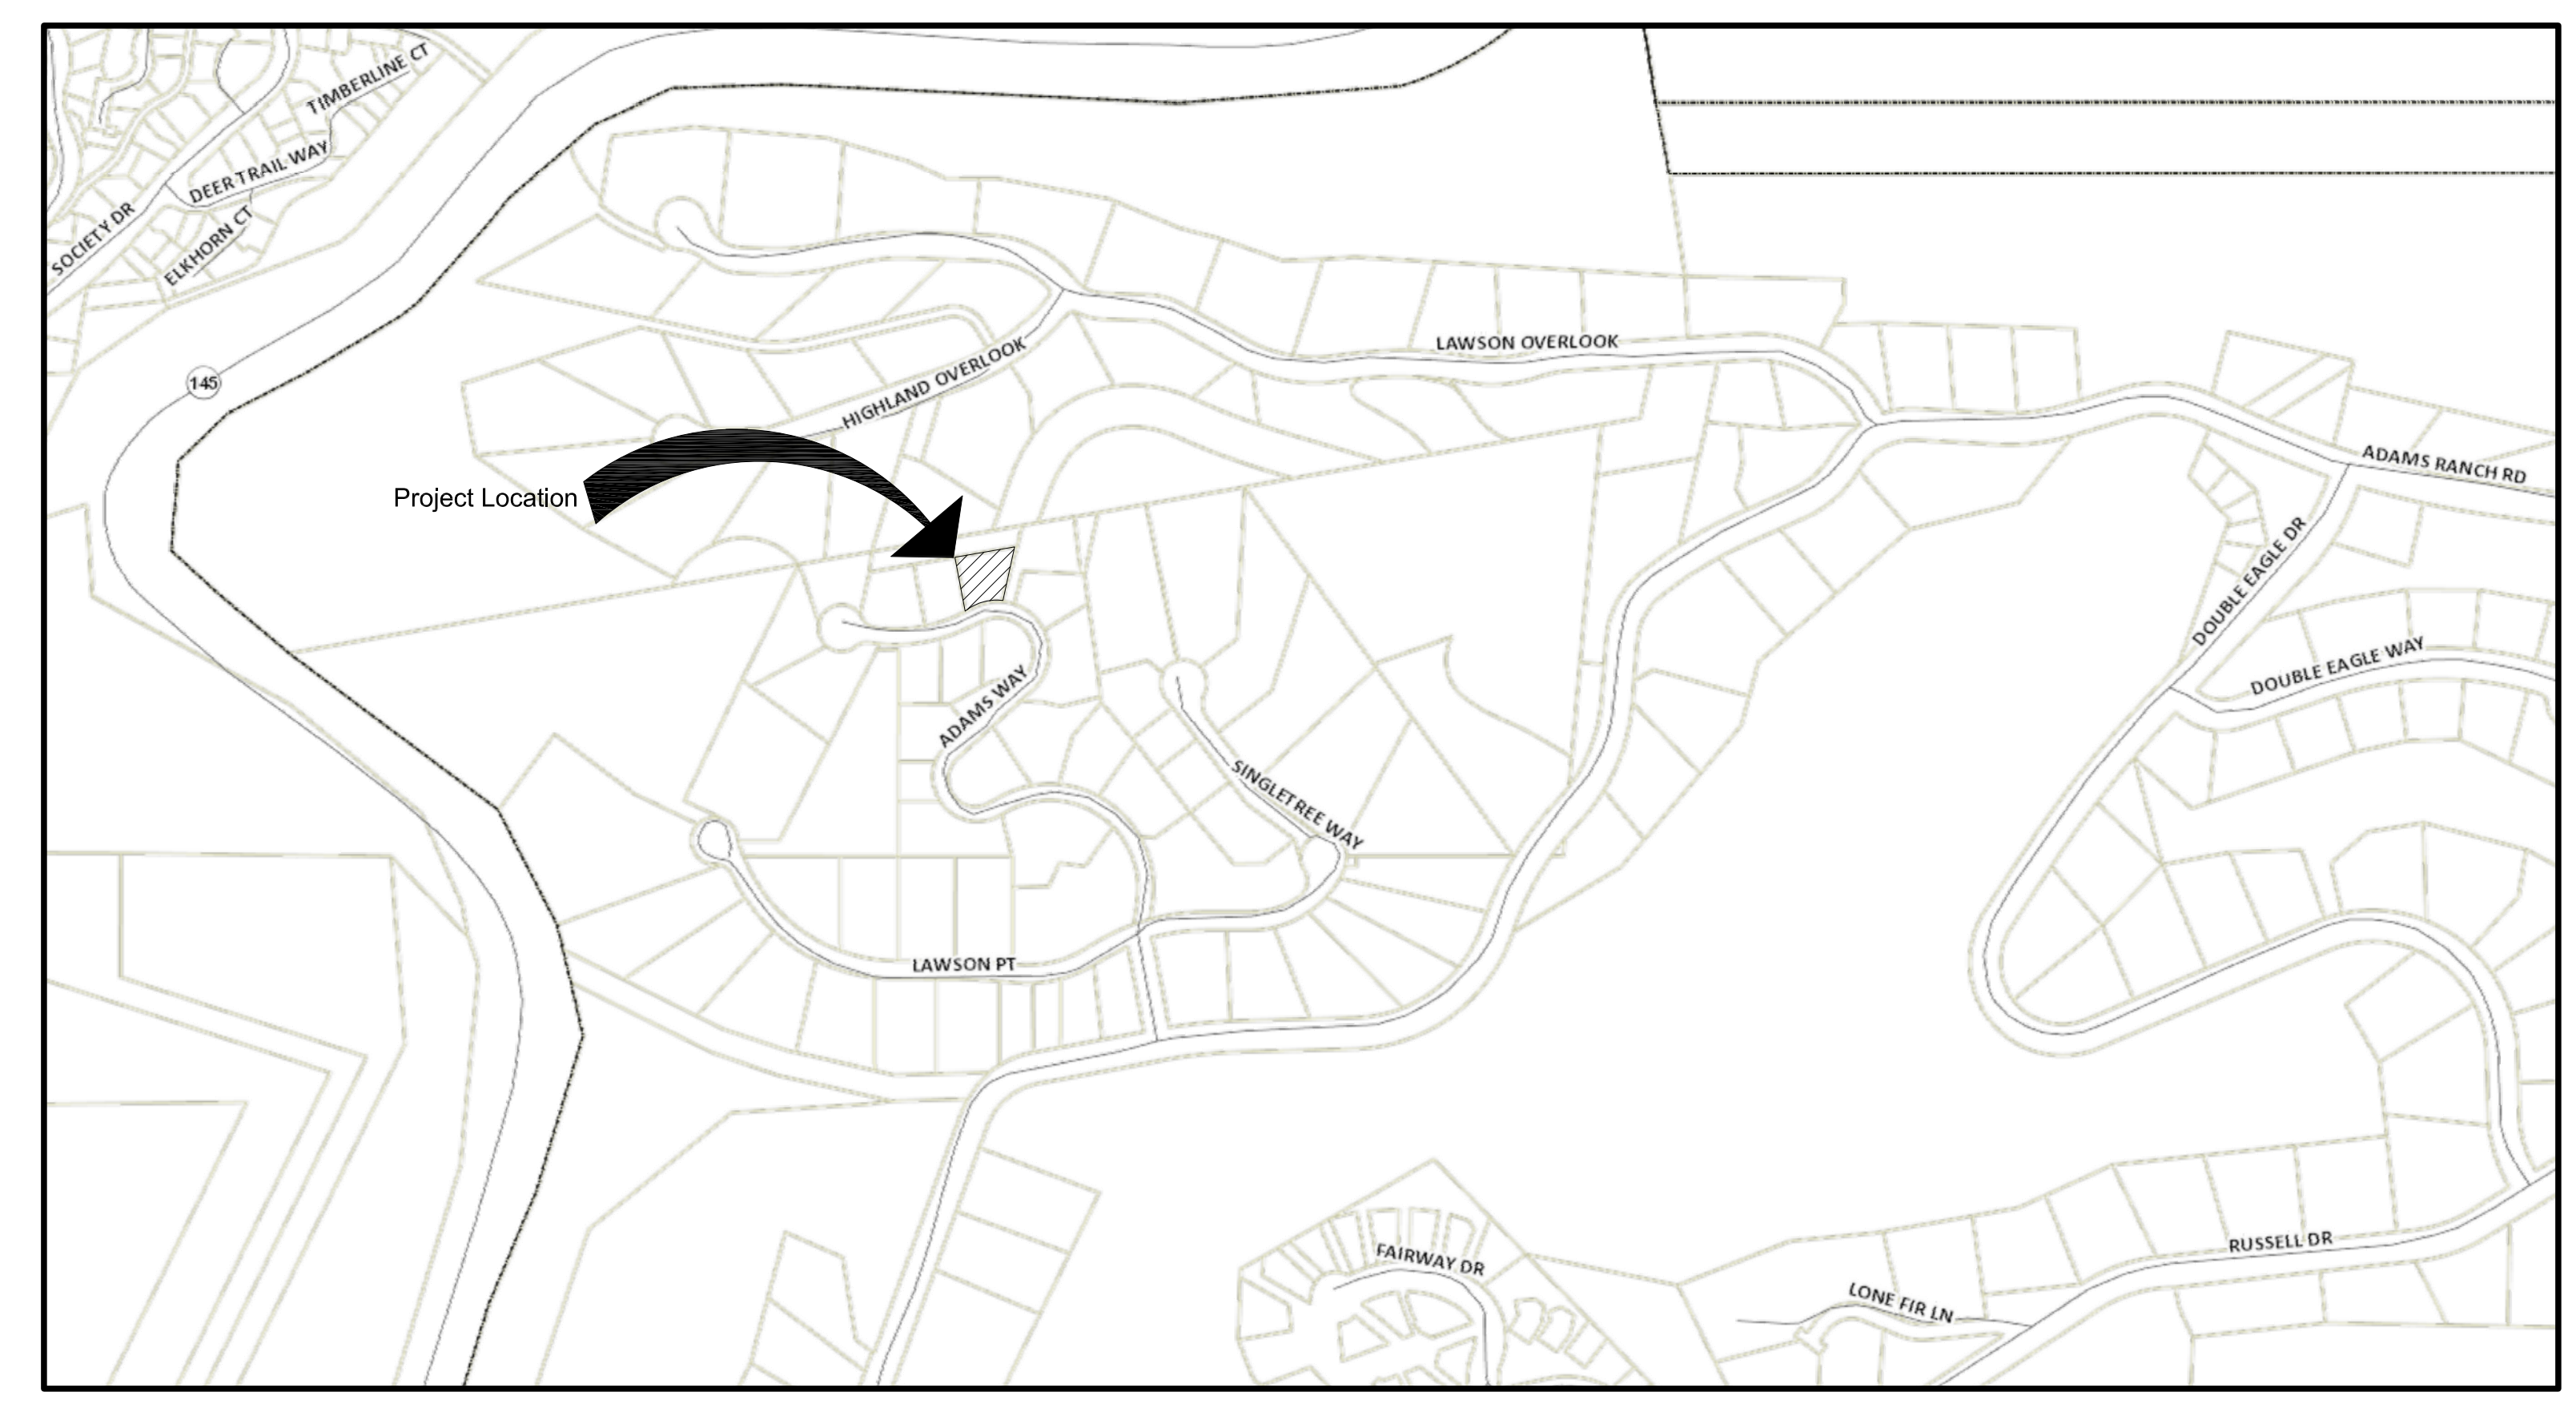 TIMBERLINE CT
DEER TRAIL WAY
SOCIETY DR
ELKHORN CT
145
LAWSON OVERLOOK
HIGHLAND OVERLOOK
ADAMS RANCH RD
Project Location
DOUBLE EAGLE DR
DOUBLE EAGLE WAY
ADAMS WAY
SINGLETREE WAY
LAWSON PT
FAIRWAY DR
RUSSELL DR
LONE FIR LN